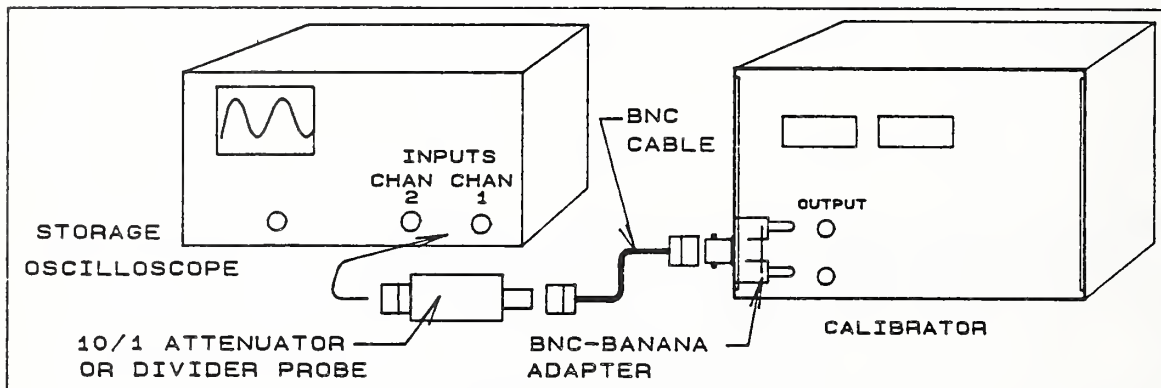 INPUTS
CHAN CHAN
2 1
STORAGE
OSCILLOSCOPE
10/1 ATTENUATOR
OR DIVIDER PROBE
BNC
CABLE
BNC-BANANA
ADAPTER
OUTPUT
CALIBRATOR